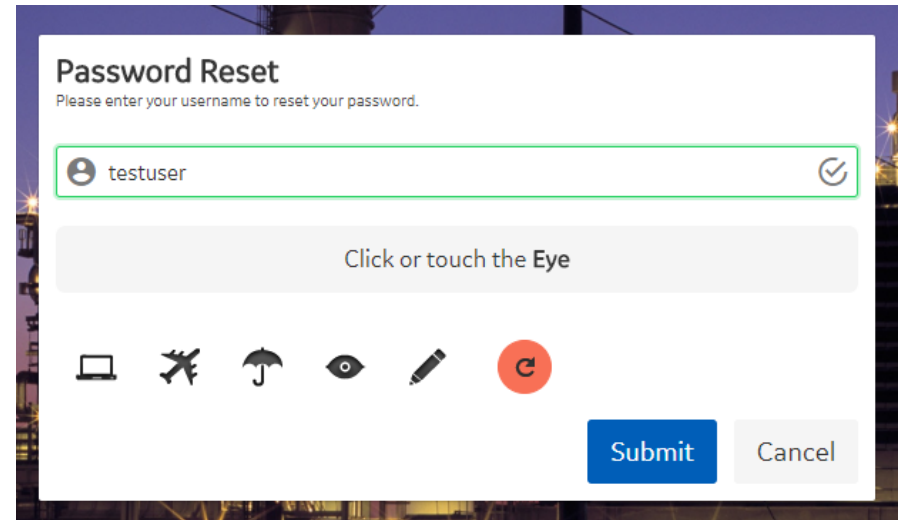 Password Reset
Please enter your username to reset your password.
testuser
Click or touch the Eye
Submit Cancel